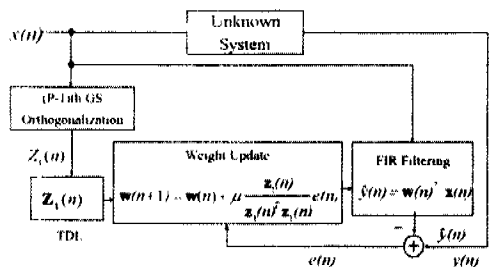 x(n)
Unknown
System
(P-1)th GS
Orthogonalization
Z₁(n)
Z₁(n)
TDL
Weight Update
w(n+1) = w(n) + μ z₁(n) / z₁(n)ᵀ z₁(n) e(n)
FIR Filtering
ŷ(n) = w(n)ᵀ x(n)
−
+
ŷ(n)
e(n)
y(n)